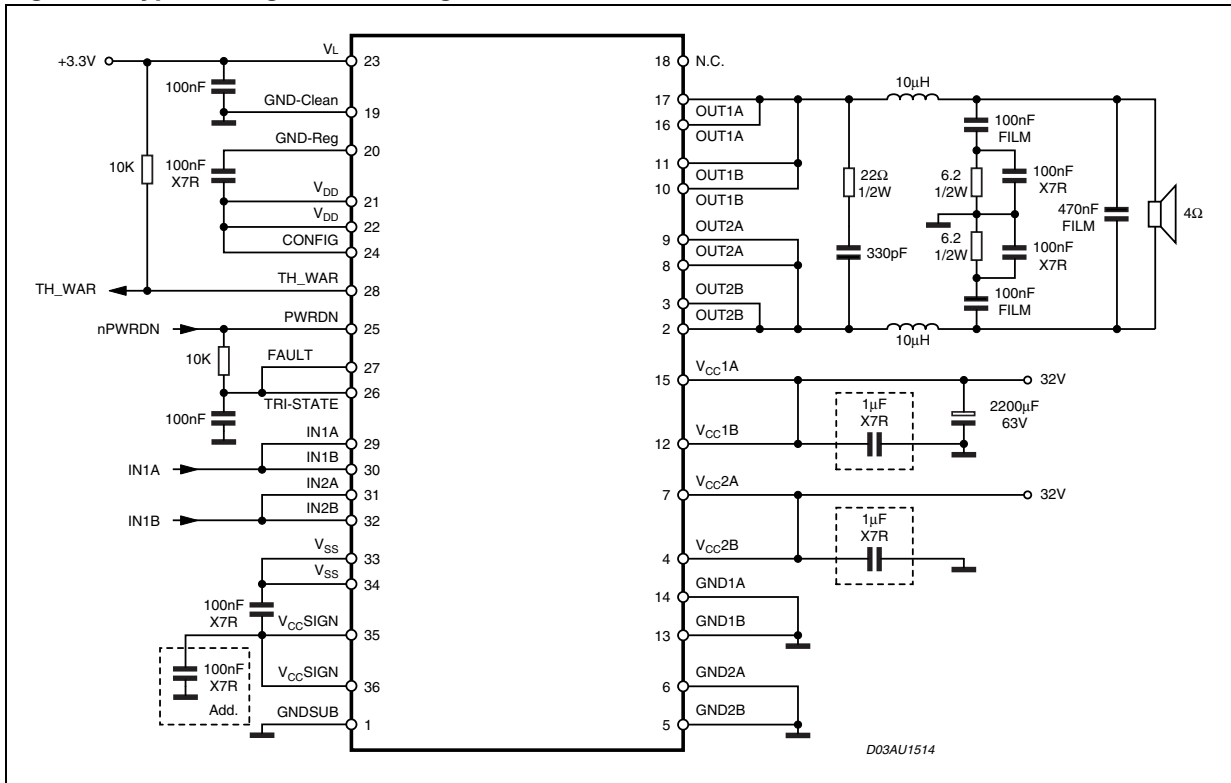 +3.3V
VL
23
100nF
GND-Clean
19
GND-Reg
20
10K
100nF
X7R
VDD
21
VDD
22
CONFIG
24
TH_WAR
TH_WAR
28
nPWRDN
PWRDN
25
10K
FAULT
27
TRI-STATE
26
100nF
IN1A
29
IN1A
IN1B
30
IN2A
31
IN1B
IN2B
32
VSS
33
VSS
34
100nF
X7R
VCCSIGN
35
100nF
X7R
Add.
VCCSIGN
36
GNDSUB
1
18
N.C.
17
OUT1A
16
OUT1A
11
OUT1B
10
OUT1B
OUT2A
9
OUT2A
8
OUT2B
3
OUT2B
2
10µH
22Ω
1/2W
330pF
100nF
FILM
6.2
1/2W
100nF
X7R
6.2
1/2W
100nF
X7R
100nF
FILM
470nF
FILM
4Ω
10µH
VCC1A
15
32V
1µF
X7R
2200µF
63V
VCC1B
12
VCC2A
7
32V
1µF
X7R
VCC2B
4
GND1A
14
GND1B
13
GND2A
6
GND2B
5
D03AU1514